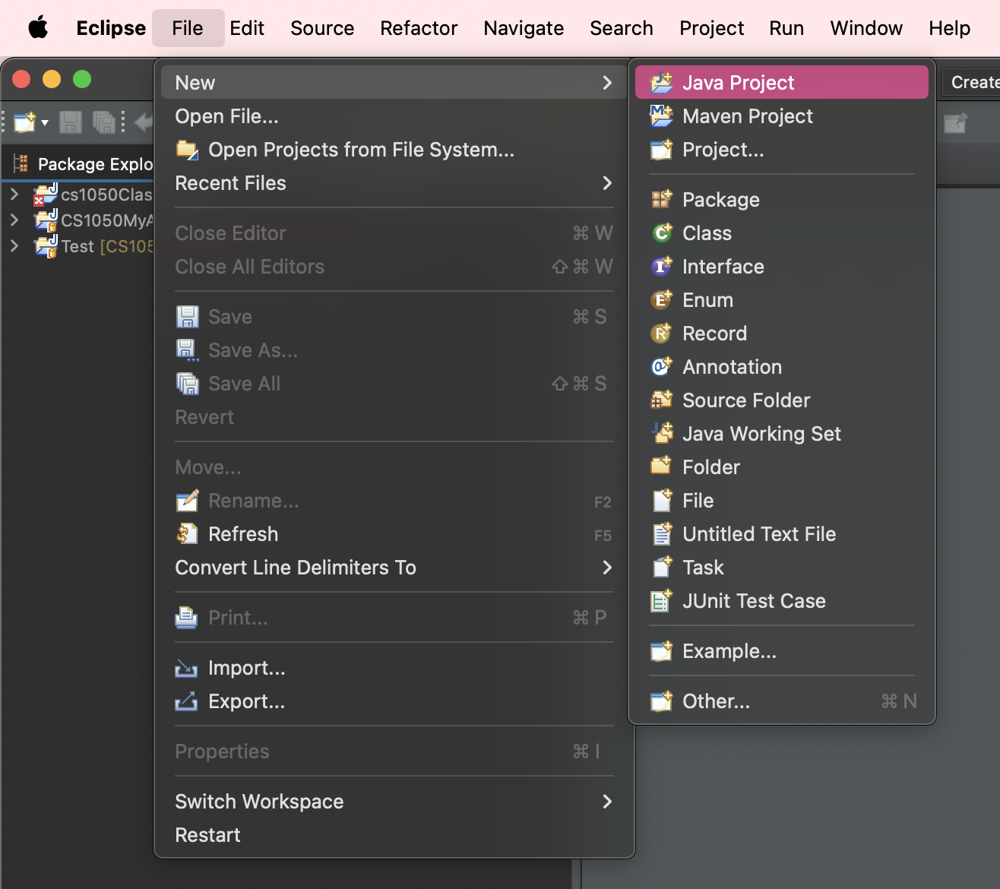 Eclipse File Edit Source Refactor Navigate Search Project Run Window Help
Package Explo
cs1050Clas
CS1050MyA
Test [CS105
New
Open File...
Open Projects from File System...
Recent Files
Close Editor ⌘ W
Close All Editors ⇧ ⌘ W
Save ⌘ S
Save As...
Save All ⇧ ⌘ S
Revert
Move...
Rename... F2
Refresh F5
Convert Line Delimiters To
Print... ⌘ P
Import...
Export...
Properties ⌘ I
Switch Workspace
Restart
Java Project
Maven Project
Project...
Package
Class
Interface
Enum
Record
Annotation
Source Folder
Java Working Set
Folder
File
Untitled Text File
Task
JUnit Test Case
Example...
Other... ⌘ N
Create